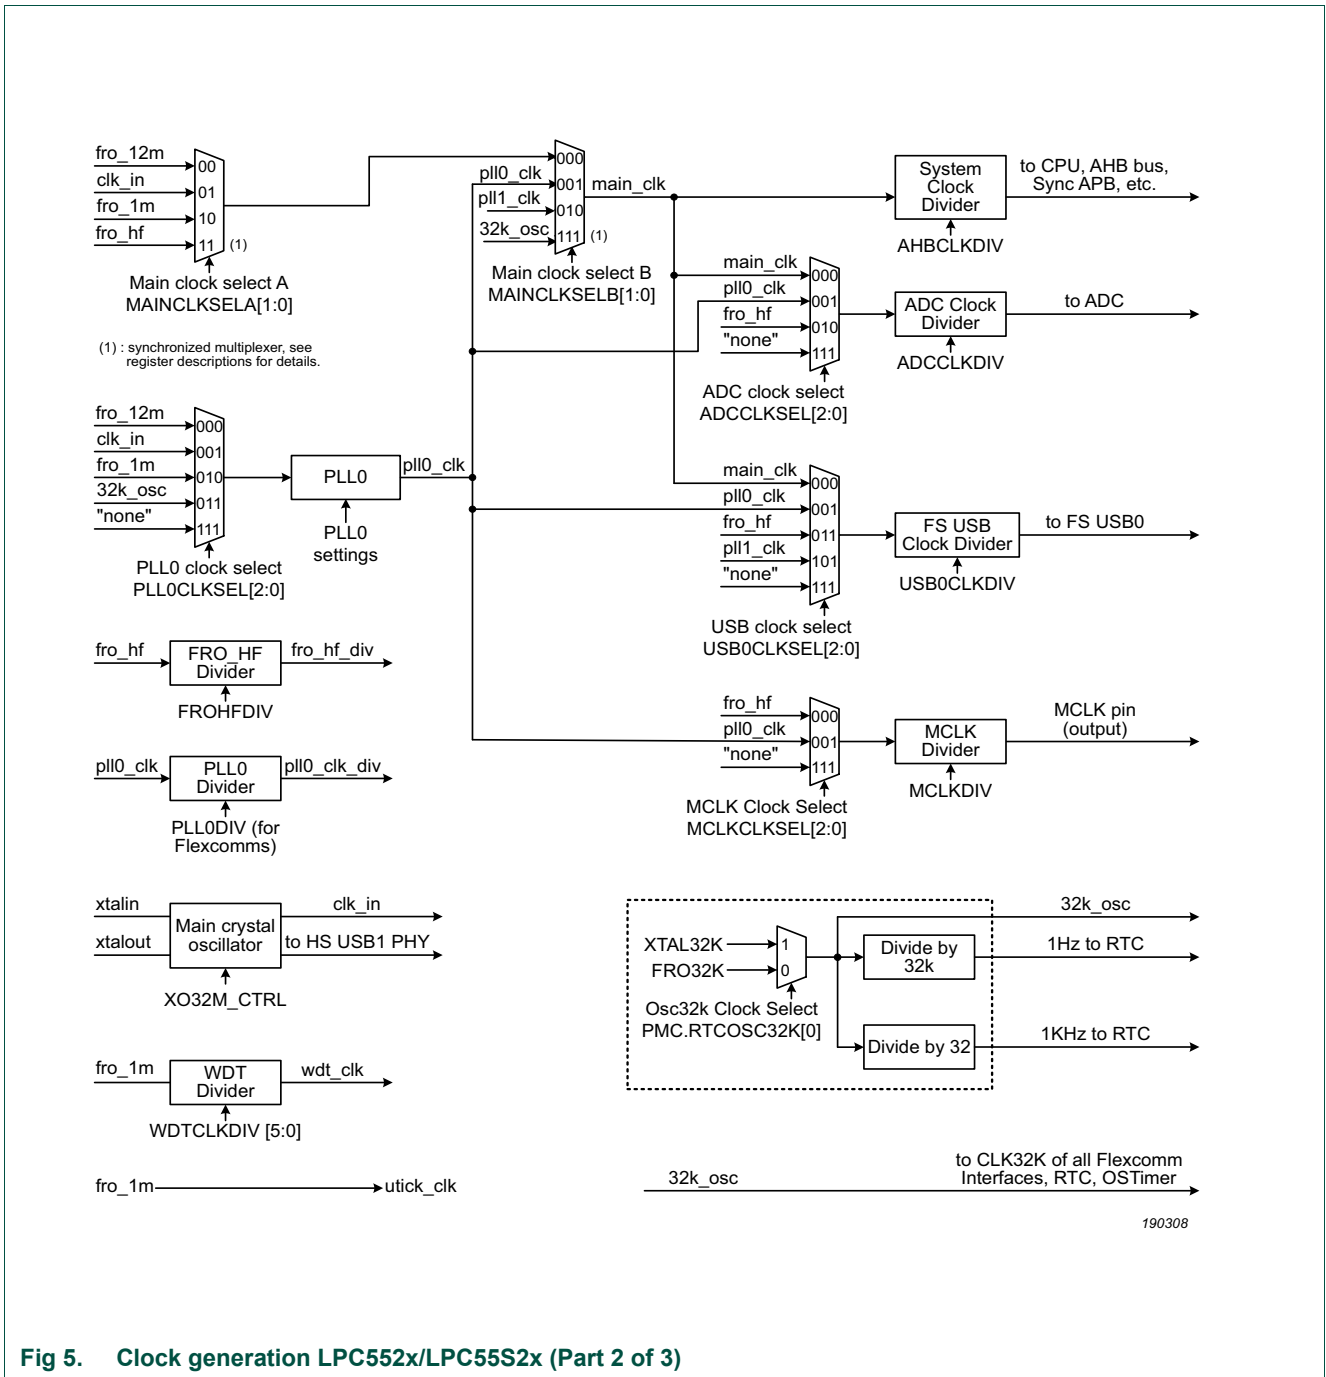 fro_12m
clk_in
fro_1m
fro_hf
00
01
10
11
(1)
Main clock select A
MAINCLKSELA[1:0]
(1) : synchronized multiplexer, see
register descriptions for details.
pll0_clk
pll1_clk
32k_osc
000
001
010
111
(1)
main_clk
Main clock select B
MAINCLKSELB[1:0]
System
Clock
Divider
AHBCLKDIV
to CPU, AHB bus,
Sync APB, etc.
main_clk
pll0_clk
fro_hf
"none"
000
001
010
111
ADC clock select
ADCCLKSEL[2:0]
ADC Clock
Divider
ADCCLKDIV
to ADC
fro_12m
clk_in
fro_1m
32k_osc
"none"
000
001
010
011
111
PLL0 clock select
PLL0CLKSEL[2:0]
PLL0
PLL0
settings
pll0_clk
main_clk
pll0_clk
fro_hf
pll1_clk
"none"
000
001
011
101
111
USB clock select
USB0CLKSEL[2:0]
FS USB
Clock Divider
USB0CLKDIV
to FS USB0
fro_hf
FRO_HF
Divider
fro_hf_div
FROHFDIV
fro_hf
pll0_clk
"none"
000
001
111
MCLK Clock Select
MCLKCLKSEL[2:0]
MCLK
Divider
MCLKDIV
MCLK pin
(output)
pll0_clk
PLL0
Divider
pll0_clk_div
PLL0DIV (for
Flexcomms)
xtalin
xtalout
Main crystal
oscillator
clk_in
to HS USB1 PHY
XO32M_CTRL
XTAL32K
FRO32K
1
0
Osc32k Clock Select
PMC.RTCOSC32K[0]
Divide by
32k
Divide by 32
32k_osc
1Hz to RTC
1KHz to RTC
fro_1m
WDT
Divider
wdt_clk
WDTCLKDIV [5:0]
fro_1m
utick_clk
32k_osc
to CLK32K of all Flexcomm
Interfaces, RTC, OSTimer
190308
Fig 5. Clock generation LPC552x/LPC55S2x (Part 2 of 3)